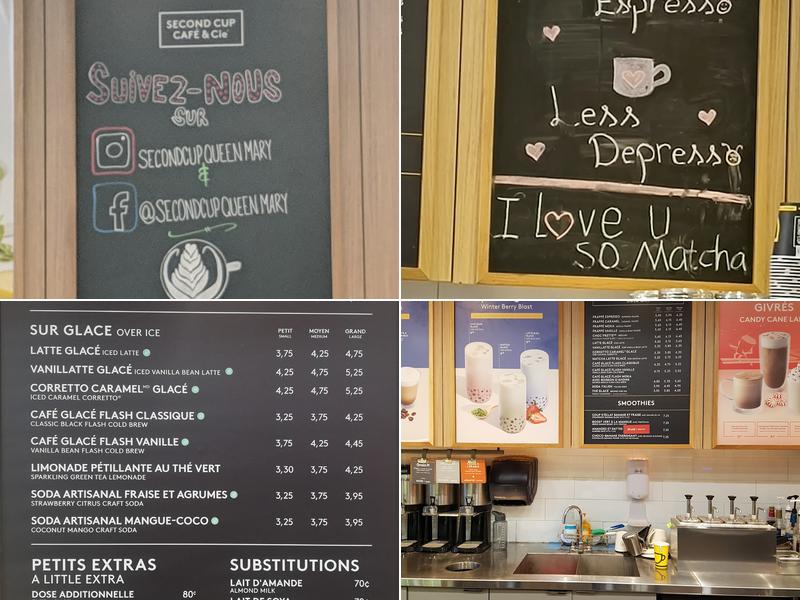 SECOND CUP
CAFÉ & Cie
SUIVEZ-NOUS
SUR
SECONDCUPQUEENMARY
&
@SECONDCUPQUEENMARY
Espresso
Less
Depresso
I Love u
SO Matcha
SUR GLACE OVER ICE
PETIT MOYEN GRAND
SMALL MEDIUM LARGE
LATTE GLACÉ ICED LATTE 3,75 4,25 4,75
VANILLATTE GLACÉ ICED VANILLA BEAN LATTE 4,25 4,75 5,25
CORRETTO CARAMEL MD GLACÉ 4,25 4,75 5,25
ICED CARAMEL CORRETTO®
CAFÉ GLACÉ FLASH CLASSIQUE 3,25 3,75 4,25
CLASSIC BLACK FLASH COLD BREW
CAFÉ GLACÉ FLASH VANILLE 3,75 4,25 4,45
VANILLA BEAN FLASH COLD BREW
LIMONADE PÉTILLANTE AU THÉ VERT 3,30 3,75 4,25
SPARKLING GREEN TEA LEMONADE
SODA ARTISANAL FRAISE ET AGRUMES 3,25 3,75 3,95
STRAWBERRY CITRUS CRAFT SODA
SODA ARTISANAL MANGUE-COCO 3,25 3,75 3,95
COCONUT MANGO CRAFT SODA
PETITS EXTRAS
A LITTLE EXTRA
DOSE ADDITIONNELLE 80¢
SUBSTITUTIONS
LAIT D'AMANDE 70¢
ALMOND MILK
LAIT DE SOYA
Winter Berry Blast
SMOOTHIES
GIVRÉS
CANDY CANE LA